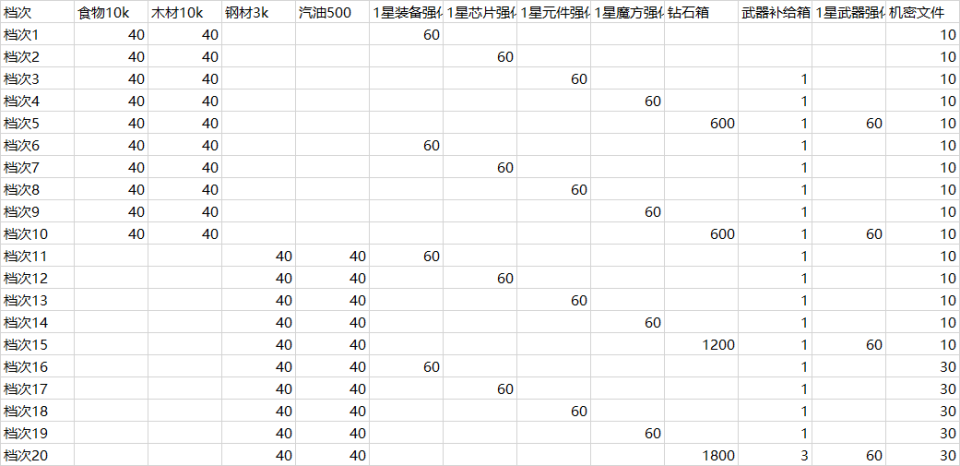 档次 食物10k 木材10k 钢材3k 汽油500 1星装备强化 1星芯片强化 1星元件强化 1星魔方强化 钻石箱 武器补给箱 1星武器强化 机密文件
档次1 40 40 60 10
档次2 40 40 60 10
档次3 40 40 60 1 10
档次4 40 40 60 1 10
档次5 40 40 600 1 60 10
档次6 40 40 60 1 10
档次7 40 40 60 1 10
档次8 40 40 60 1 10
档次9 40 40 60 1 10
档次10 40 40 600 1 60 10
档次11 40 40 60 1 10
档次12 40 40 60 1 10
档次13 40 40 60 1 10
档次14 40 40 60 1 10
档次15 40 40 1200 1 60 10
档次16 40 40 60 1 30
档次17 40 40 60 1 30
档次18 40 40 60 1 30
档次19 40 40 60 1 30
档次20 40 40 1800 3 60 30